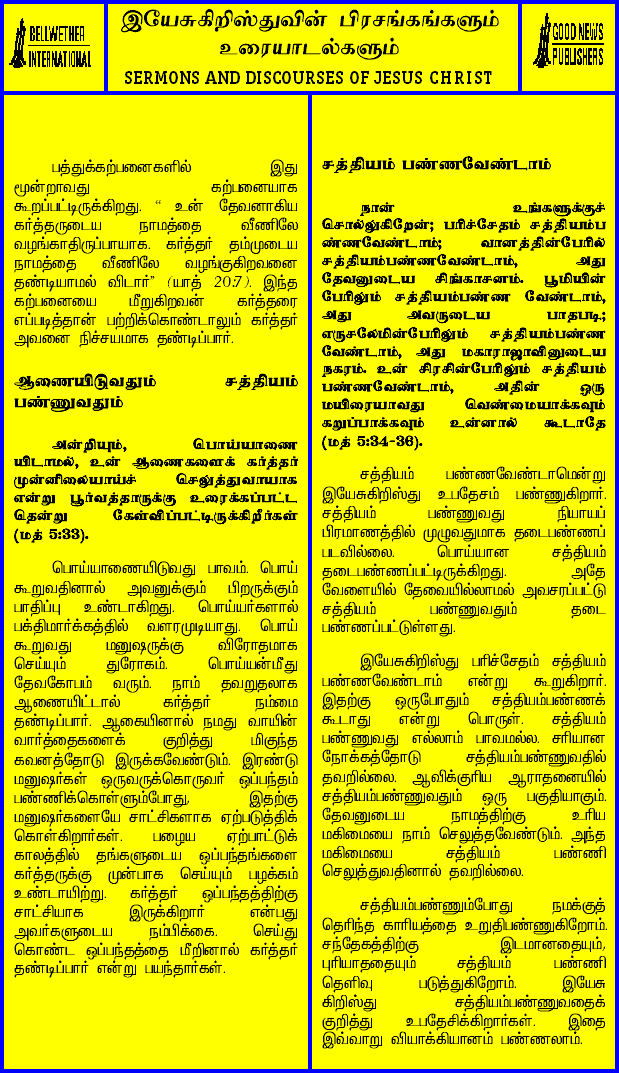 BELLWETHER
INTERNATIONAL
இயேசுகிறிஸ்துவின் பிரசங்கங்களும்
உரையாடல்களும்
SERMONS AND DISCOURSES OF JESUS CHRIST
GOOD NEWS
PUBLISHERS
பத்துக்கற்பனைகளில் இது
மூன்றாவது கற்பனையாக
கூறப்பட்டிருக்கிறது. “ உன் தேவனாகிய
கர்த்தருடைய நாமத்தை வீணிலே
வழங்காதிருப்பாயாக. கர்த்தர் தம்முடைய
நாமத்தை வீணிலே வழங்குகிறவனை
தண்டியாமல் விடார்” (யாத் 20:7). இந்த
கற்பனையை மீறுகிறவன் கர்த்தரை
எப்படித்தான் பற்றிக்கொண்டாலும் கர்த்தர்
அவனை நிச்சயமாக தண்டிப்பார்.
ஆணையிடுவதும் சத்தியம்
பண்ணுவதும்
அன்றியும், பொய்யாணை
யிடாமல், உன் ஆணைகளைக் கர்த்தர்
முன்னிலையாய்ச் செலுத்துவாயாக
என்று பூர்வத்தாருக்கு உரைக்கப்பட்ட
தென்று கேள்விப்பட்டிருக்கிறீர்கள்
(மத் 5:33).
பொய்யாணையிடுவது பாவம். பொய்
கூறுவதினால் அவனுக்கும் பிறருக்கும்
பாதிப்பு உண்டாகிறது. பொய்யர்களால்
பக்திமார்க்கத்தில் வளரமுடியாது. பொய்
கூறுவது மனுஷருக்கு விரோதமாக
செய்யும் துரோகம். பொய்யன்மீது
தேவகோபம் வரும். நாம் தவறுதலாக
ஆணையிட்டால் கர்த்தர் நம்மை
தண்டிப்பார். ஆகையினால் நமது வாயின்
வார்த்தைகளைக் குறித்து மிகுந்த
கவனத்தோடு இருக்கவேண்டும். இரண்டு
மனுஷர்கள் ஒருவருக்கொருவர் ஒப்பந்தம்
பண்ணிக்கொள்ளும்போது, இதற்கு
மனுஷர்களையே சாட்சிகளாக ஏற்படுத்திக்
கொள்கிறார்கள். பழைய ஏற்பாட்டுக்
காலத்தில் தங்களுடைய ஒப்பந்தங்களை
கர்த்தருக்கு முன்பாக செய்யும் பழக்கம்
உண்டாயிற்று. கர்த்தர் ஒப்பந்தத்திற்கு
சாட்சியாக இருக்கிறார் என்பது
அவர்களுடைய நம்பிக்கை. செய்து
கொண்ட ஒப்பந்தத்தை மீறினால் கர்த்தர்
தண்டிப்பார் என்று பயந்தார்கள்.
சத்தியம் பண்ணவேண்டாம்
நான் உங்களுக்குச்
சொல்லுகிறேன்; பரிச்சேதம் சத்தியம்ப
ண்ணவேண்டாம்; வானத்தின்பேரில்
சத்தியம்பண்ணவேண்டாம், அது
தேவனுடைய சிங்காசனம். பூமியின்
பேரிலும் சத்தியம்பண்ண வேண்டாம்,
அது அவருடைய பாதபடி;
எருசலேமின்பேரிலும் சத்தியம்பண்ண
வேண்டாம், அது மகாராஜாவினுடைய
நகரம். உன் சிரசின்பேரிலும் சத்தியம்
பண்ணவேண்டாம், அதின் ஒரு
மயிரையாவது வெண்மையாக்கவும்
கறுப்பாக்கவும் உன்னால் கூடாதே
(மத் 5:34-36).
சத்தியம் பண்ணவேண்டாமென்று
இயேசுகிறிஸ்து உபதேசம் பண்ணுகிறார்.
சத்தியம் பண்ணுவது நியாயப்
பிரமாணத்தில் முழுவதுமாக தடைபண்ணப்
படவில்லை. பொய்யான சத்தியம்
தடைபண்ணப்பட்டிருக்கிறது. அதே
வேளையில் தேவையில்லாமல் அவசரப்பட்டு
சத்தியம் பண்ணுவதும் தடை
பண்ணப்பட்டுள்ளது.
இயேசுகிறிஸ்து பரிச்சேதம் சத்தியம்
பண்ணவேண்டாம் என்று கூறுகிறார்.
இதற்கு ஒருபோதும் சத்தியம்பண்ணக்
கூடாது என்று பொருள். சத்தியம்
பண்ணுவது எல்லாம் பாவமல்ல. சரியான
நோக்கத்தோடு சத்தியம்பண்ணுவதில்
தவறில்லை. ஆவிக்குரிய ஆராதனையில்
சத்தியம்பண்ணுவதும் ஒரு பகுதியாகும்.
தேவனுடைய நாமத்திற்கு உரிய
மகிமையை நாம் செலுத்தவேண்டும். அந்த
மகிமையை சத்தியம் பண்ணி
செலுத்துவதினால் தவறில்லை.
சத்தியம்பண்ணும்போது நமக்குத்
தெரிந்த காரியத்தை உறுதிபண்ணுகிறோம்.
சந்தேகத்திற்கு இடமானதையும்,
புரியாததையும் சத்தியம் பண்ணி
தெளிவு படுத்துகிறோம். இயேசு
கிறிஸ்து சத்தியம்பண்ணுவதைக்
குறித்து உபதேசிக்கிறார்கள். இதை
இவ்வாறு வியாக்கியானம் பண்ணலாம்.